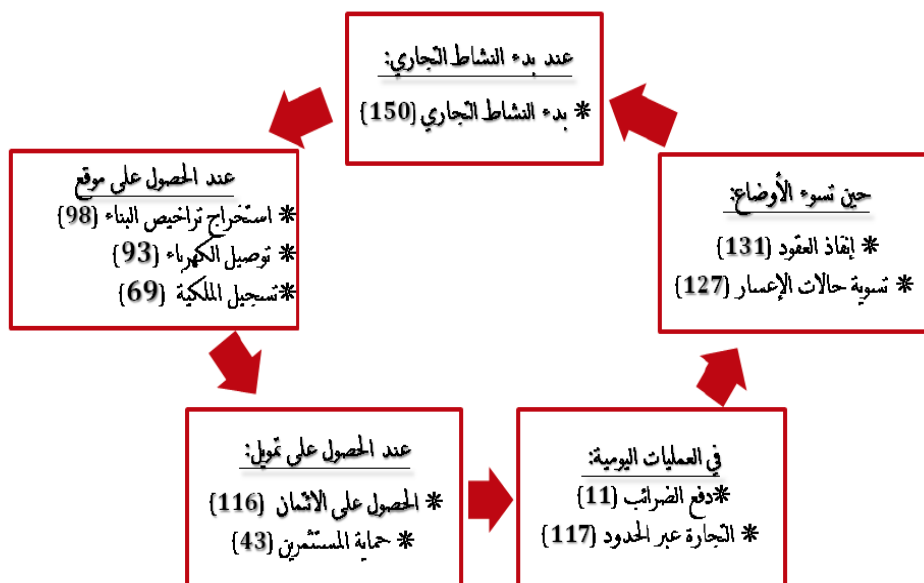 عند بدء النشاط التجاري:
* بدء النشاط التجاري {150}
عند الحصول على موقع
* استخراج تراخيص البناء {98}
* توصيل الكهرباء {93}
*تسجيل الملكية {69}
عند الحصول على تمويل:
* الحصول على الائتمان {116}
* حماية المستثمرين {43}
في العمليات اليومية:
*دفع الضرائب {11}
* التجارة عبر الحدود {117}
حين تسوء الأوضاع:
* إنفاذ العقود {131}
* تسوية حالات الإعسار {127}